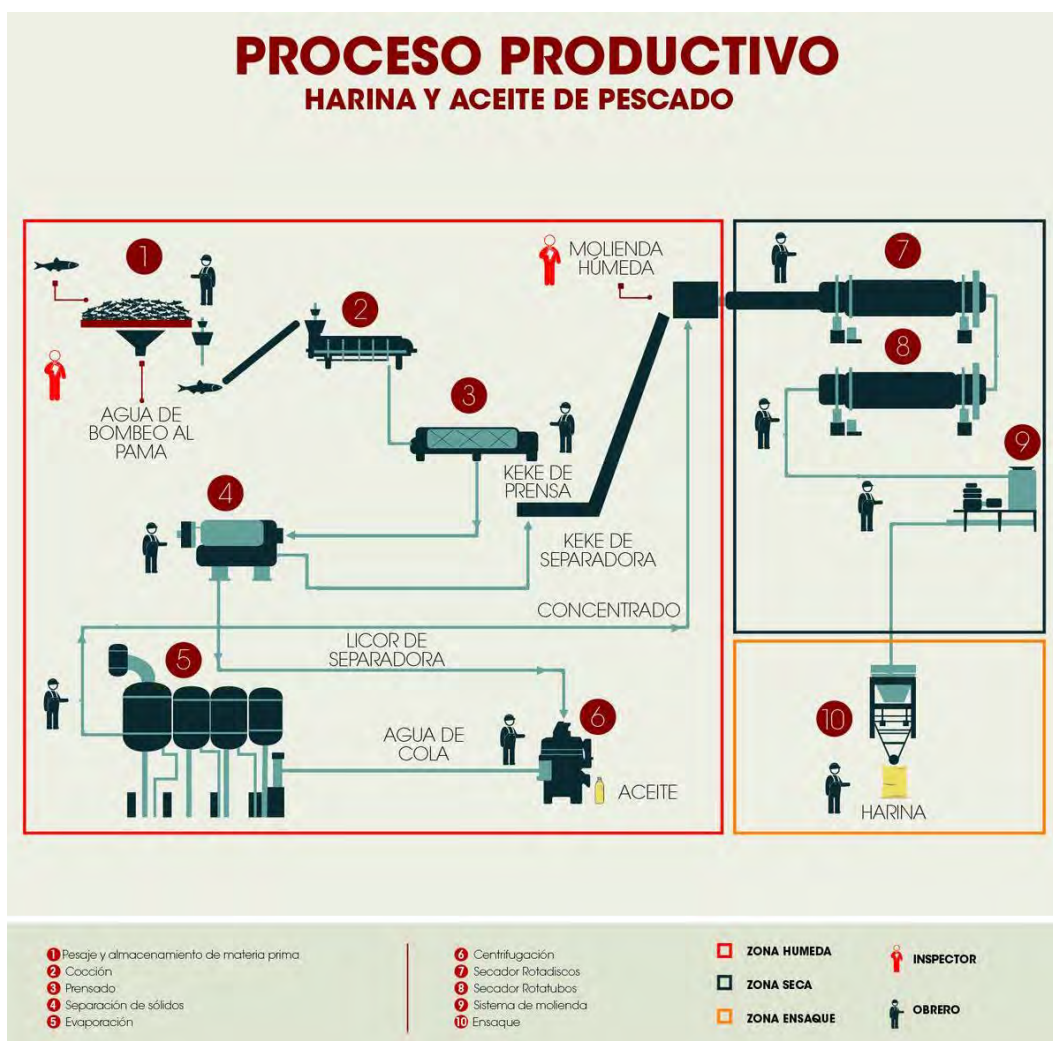 PROCESO PRODUCTIVO
HARINA Y ACEITE DE PESCADO
1
AGUA DE
BOMBEO AL
PAMA
2
3
KEKE DE
PRENSA
4
KEKE DE
SEPARADORA
MOLIENDA
HÚMEDA
CONCENTRADO
LICOR DE
SEPARADORA
5
AGUA DE
COLA
6
ACEITE
7
8
9
10
HARINA
1 Pesaje y almacenamiento de materia prima
2 Cocción
3 Prensado
4 Separación de sólidos
5 Evaporación
6 Centrifugación
7 Secador Rotadiscos
8 Secador Rotatubos
9 Sistema de molienda
10 Ensaque
ZONA HUMEDA
ZONA SECA
ZONA ENSAQUE
INSPECTOR
OBRERO